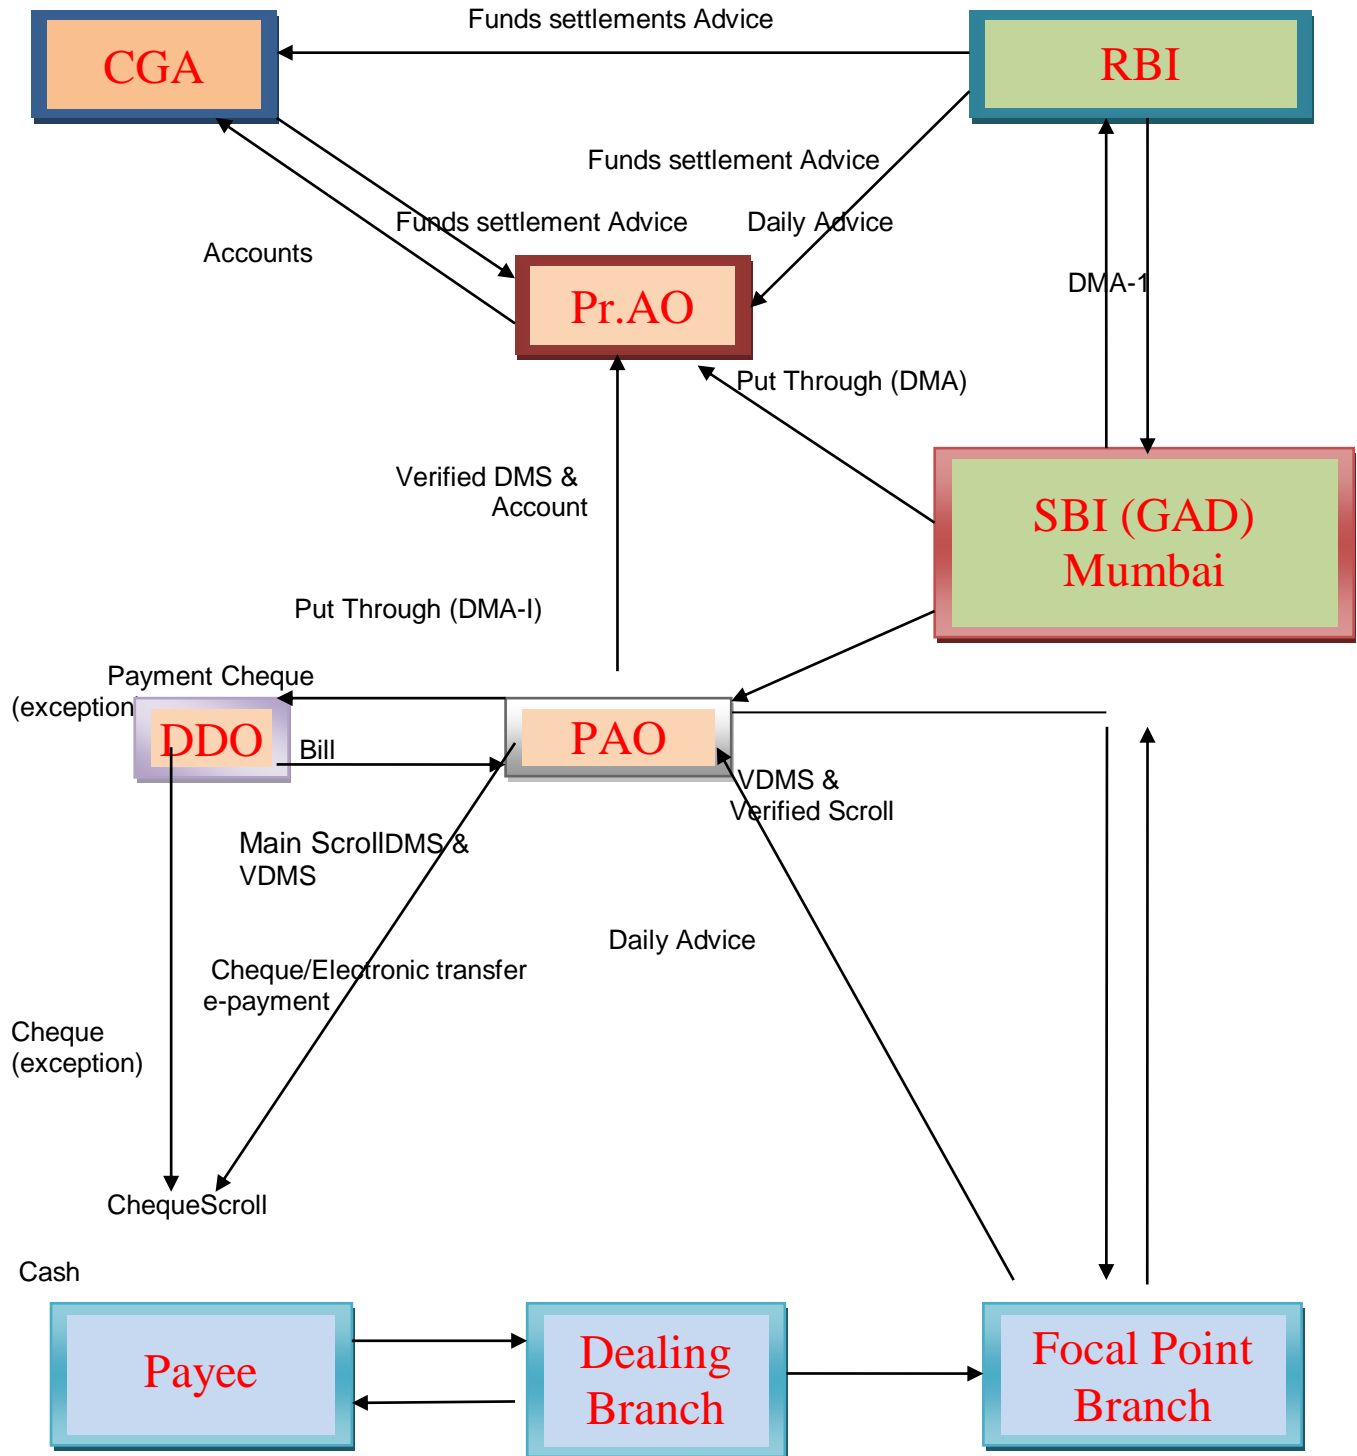 Funds settlements Advice
CGA
RBI
Funds settlement Advice
Funds settlement Advice
Daily Advice
Accounts
DMA-1
Pr.AO
Put Through (DMA)
Verified DMS &
Account
SBI (GAD)
Mumbai
Put Through (DMA-I)
Payment Cheque
(exception
DDO
Bill
PAO
VDMS &
Verified Scroll
Main ScrollDMS &
VDMS
Daily Advice
Cheque/Electronic transfer
e-payment
Cheque
(exception)
ChequeScroll
Cash
Payee
Dealing
Branch
Focal Point
Branch